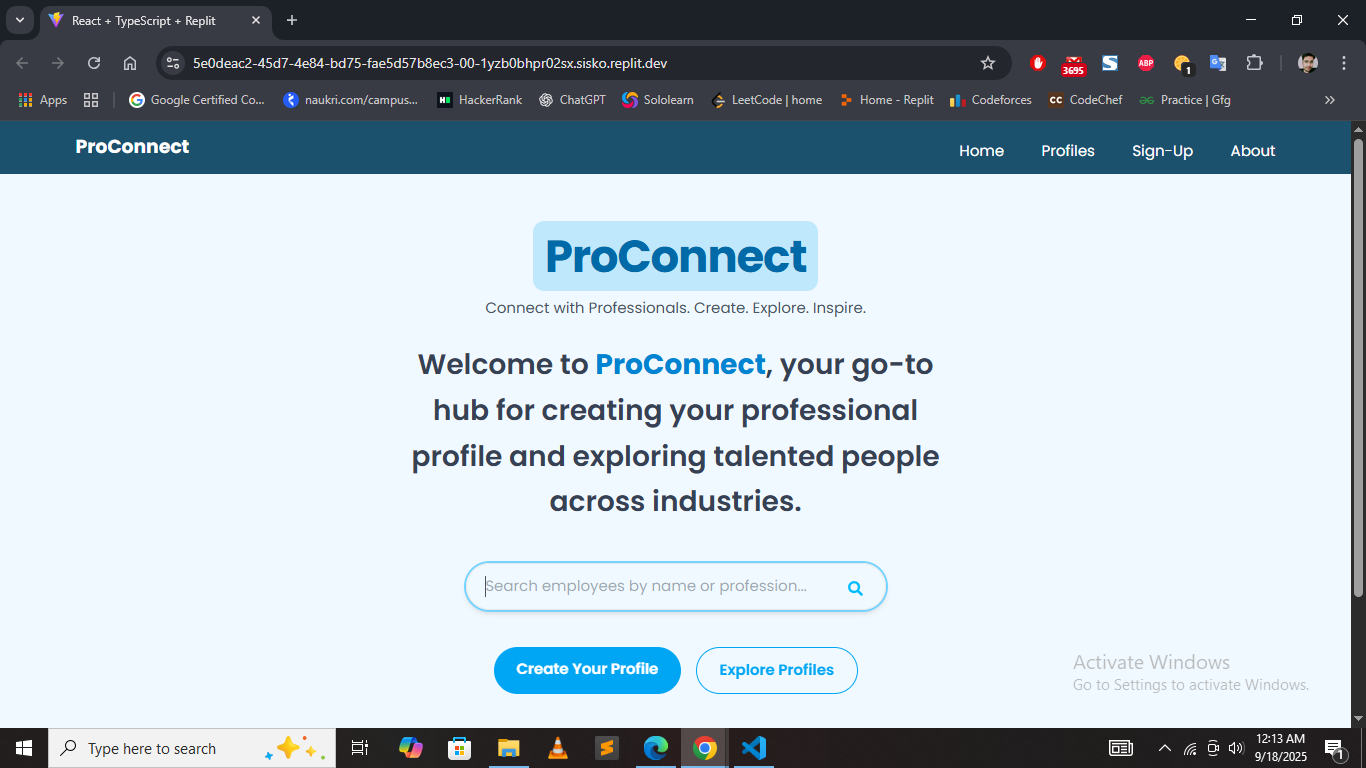 React + TypeScript + Replit
5e0deac2-45d7-4e84-bd75-fae5d57b8ec3-00-1yzb0bhpr02sx.sisko.replit.dev
3695
ABP
1
Apps
Google Certified Co...
naukri.com/campus...
HackerRank
ChatGPT
Sololearn
LeetCode | home
Home - Replit
Codeforces
CodeChef
Practice | Gfg
ProConnect
Home
Profiles
Sign-Up
About
ProConnect
Connect with Professionals. Create. Explore. Inspire.
Welcome to ProConnect, your go-to
hub for creating your professional
profile and exploring talented people
across industries.
Search employees by name or profession...
Create Your Profile
Explore Profiles
Activate Windows
Go to Settings to activate Windows.
Type here to search
12:13 AM
9/18/2025
1